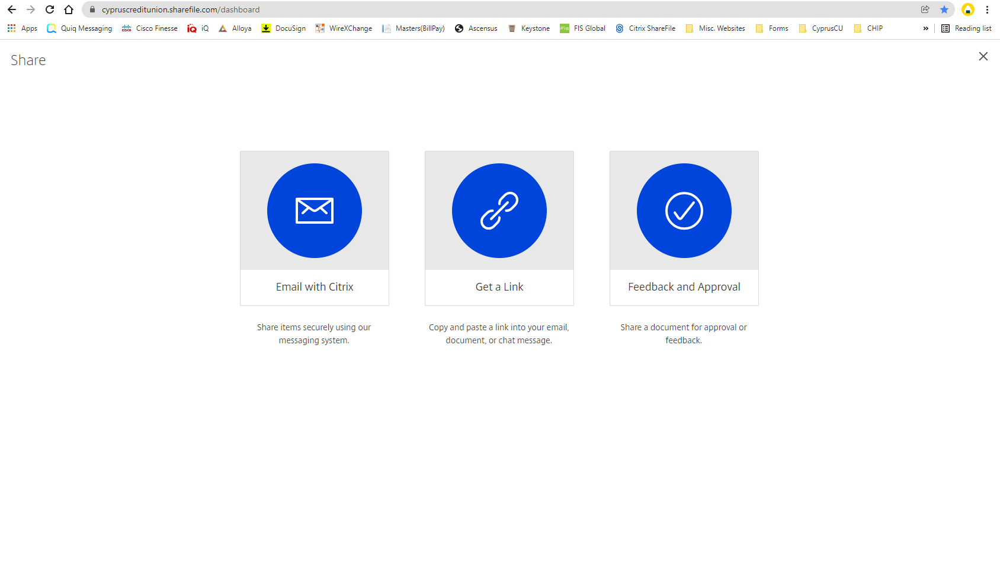 cypruscreditunion.sharefile.com/dashboard
Apps Quiq Messaging cisco Cisco Finesse iQ iQ Alloya DocuSign WireXChange Masters(BillPay) Ascensus Keystone FIS FIS Global Citrix ShareFile Misc. Websites Forms CyprusCU CHIP » Reading list
Share
Email with Citrix
Share items securely using our
messaging system.
Get a Link
Copy and paste a link into your email,
document, or chat message.
Feedback and Approval
Share a document for approval or
feedback.